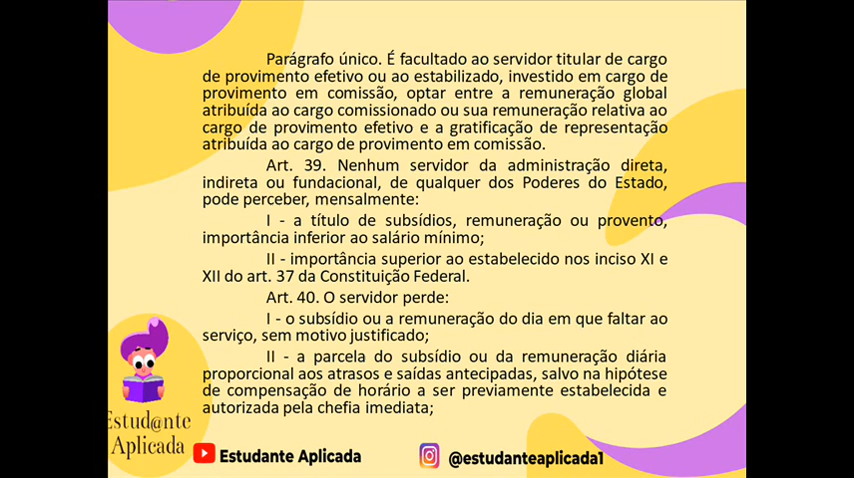 Parágrafo único. É facultado ao servidor titular de cargo
de provimento efetivo ou ao estabilizado, investido em cargo de
provimento em comissão, optar entre a remuneração global
atribuída ao cargo comissionado ou sua remuneração relativa ao
cargo de provimento efetivo e a gratificação de representação
atribuída ao cargo de provimento em comissão.
Art. 39. Nenhum servidor da administração direta,
indireta ou fundacional, de qualquer dos Poderes do Estado,
pode perceber, mensalmente:
I - a título de subsídios, remuneração ou provento,
importância inferior ao salário mínimo;
II - importância superior ao estabelecido nos inciso XI e
XII do art. 37 da Constituição Federal.
Art. 40. O servidor perde:
I - o subsídio ou a remuneração do dia em que faltar ao
serviço, sem motivo justificado;
II - a parcela do subsídio ou da remuneração diária
proporcional aos atrasos e saídas antecipadas, salvo na hipótese
de compensação de horário a ser previamente estabelecida e
autorizada pela chefia imediata;
Estud@nte
Aplicada
Estudante Aplicada
@estudanteaplicada1